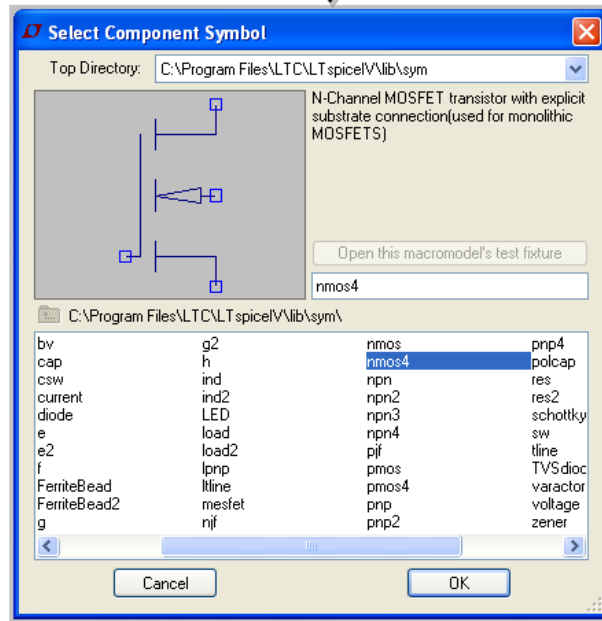 Select Component Symbol
Top Directory: C:\Program Files\LTC\LTspiceIV\lib\sym
N-Channel MOSFET transistor with explicit
substrate connection(used for monolithic
MOSFETS)
Open this macromodel's test fixture
nmos4
C:\Program Files\LTC\LTspiceIV\lib\sym\
bv g2 nmos pnp4
cap h nmos4 polcap
csw ind npn res
current ind2 npn2 res2
diode LED npn3 schottky
e load npn4 sw
e2 load2 pjf tline
f lpnp pmos TVSdiod
FerriteBead ltline pmos4 varactor
FerriteBead2 mesfet pnp voltage
g njf pnp2 zener
Cancel OK